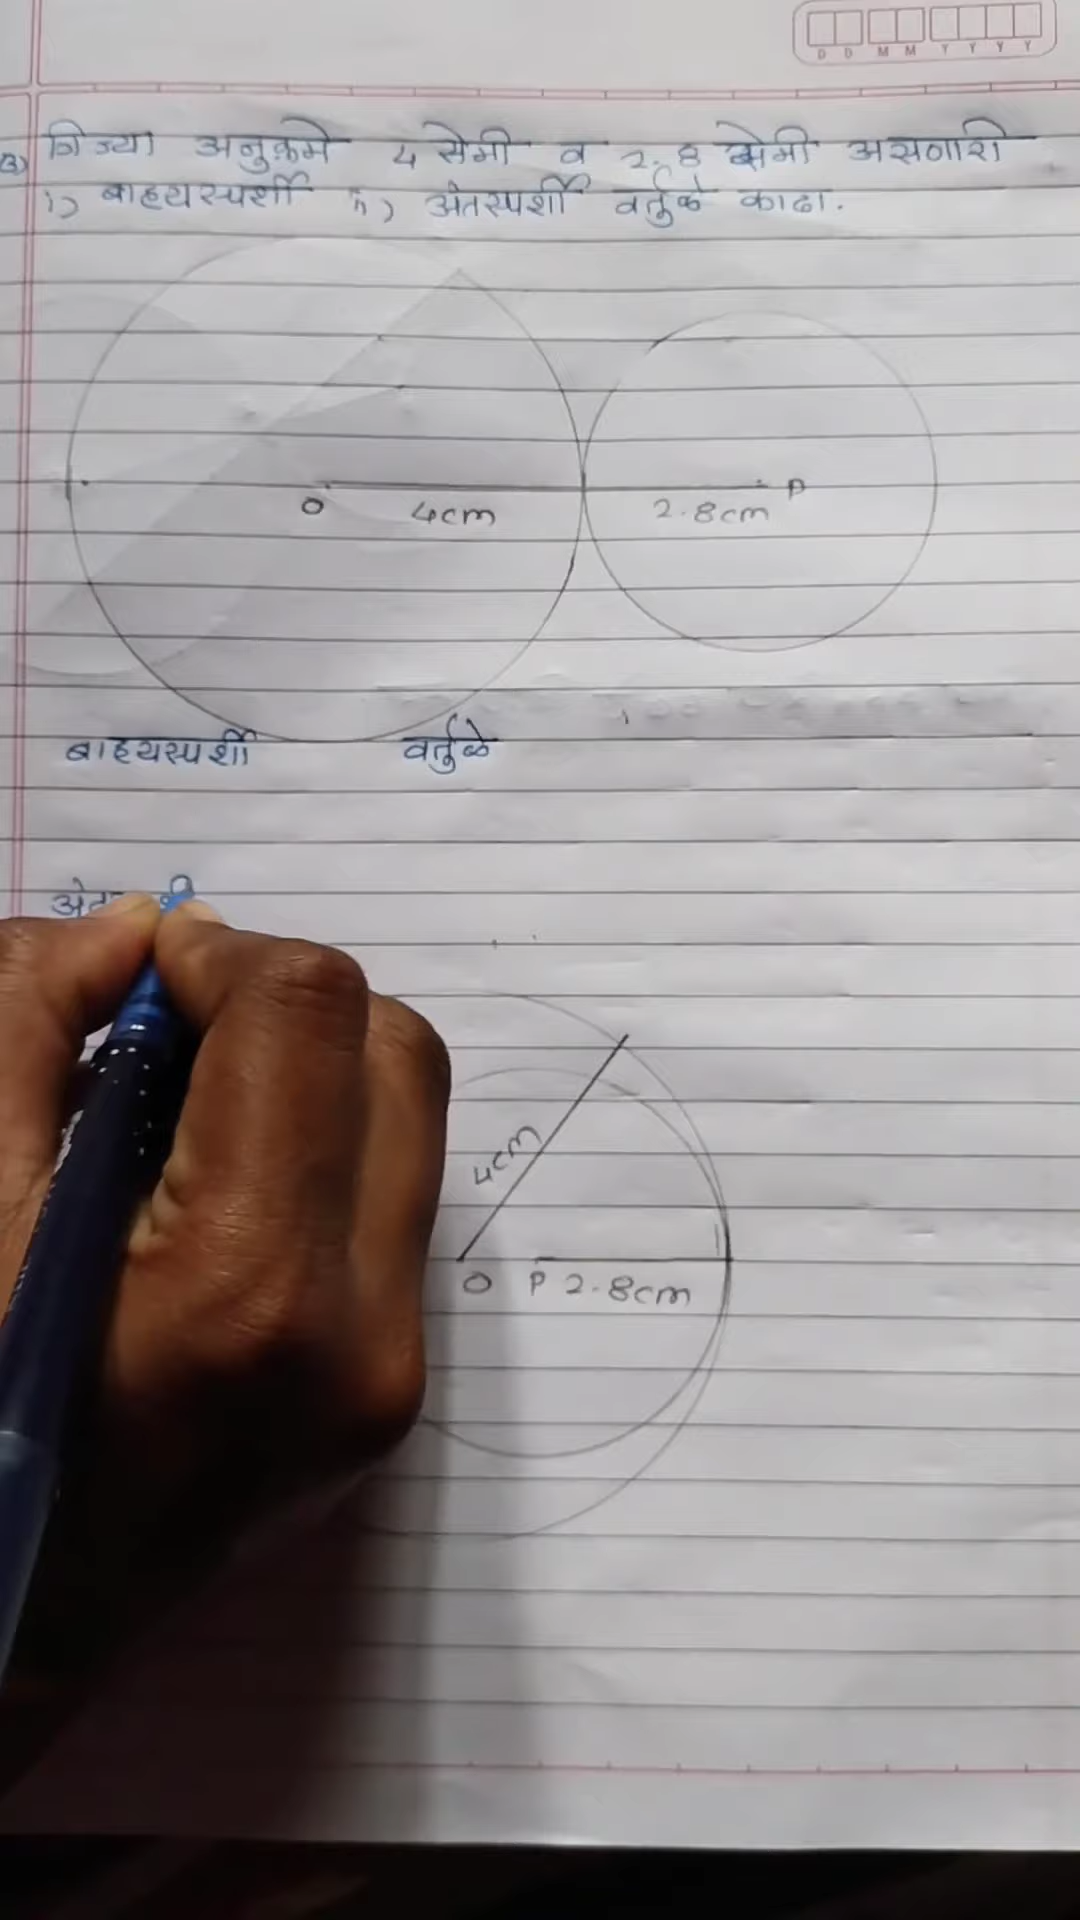 D D M M Y Y Y Y
त्रिज्या अनुक्रमे 4 सेमी व 2.8 सेमी असणारी
i) बाह्यस्पर्शी ii) अंतस्पर्शी वर्तुळे काढा.
O 4cm 2.8cm P
बाह्यस्पर्शी वर्तुळे
4cm
O P 2.8cm